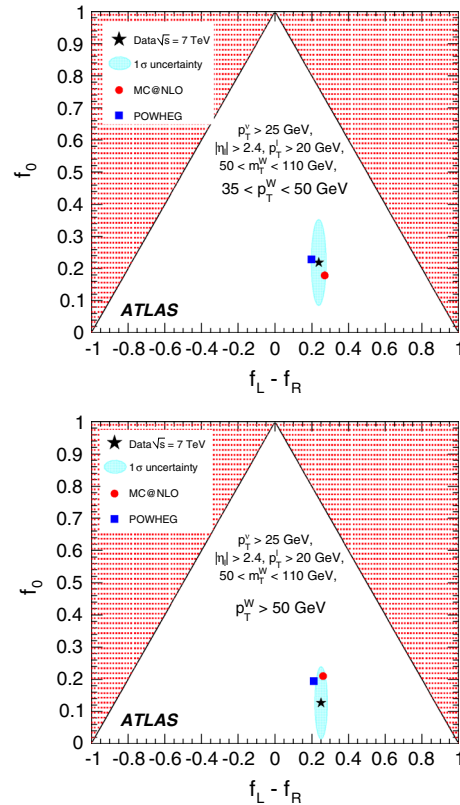 1
0.9
0.8
0.7
0.6
0.5
0.4
0.3
0.2
0.1
0
f_0
Data√s = 7 TeV
1σ uncertainty
MC@NLO
POWHEG
p_T^ν > 25 GeV,
|η_l| > 2.4, p_T^l > 20 GeV,
50 < m_T^W < 110 GeV,
35 < p_T^W < 50 GeV
ATLAS
-1 -0.8 -0.6 -0.4 -0.2 0 0.2 0.4 0.6 0.8 1
f_L - f_R
1
0.9
0.8
0.7
0.6
0.5
0.4
0.3
0.2
0.1
0
f_0
Data√s = 7 TeV
1σ uncertainty
MC@NLO
POWHEG
p_T^ν > 25 GeV,
|η_l| > 2.4, p_T^l > 20 GeV,
50 < m_T^W < 110 GeV,
p_T^W > 50 GeV
ATLAS
-1 -0.8 -0.6 -0.4 -0.2 0 0.2 0.4 0.6 0.8 1
f_L - f_R